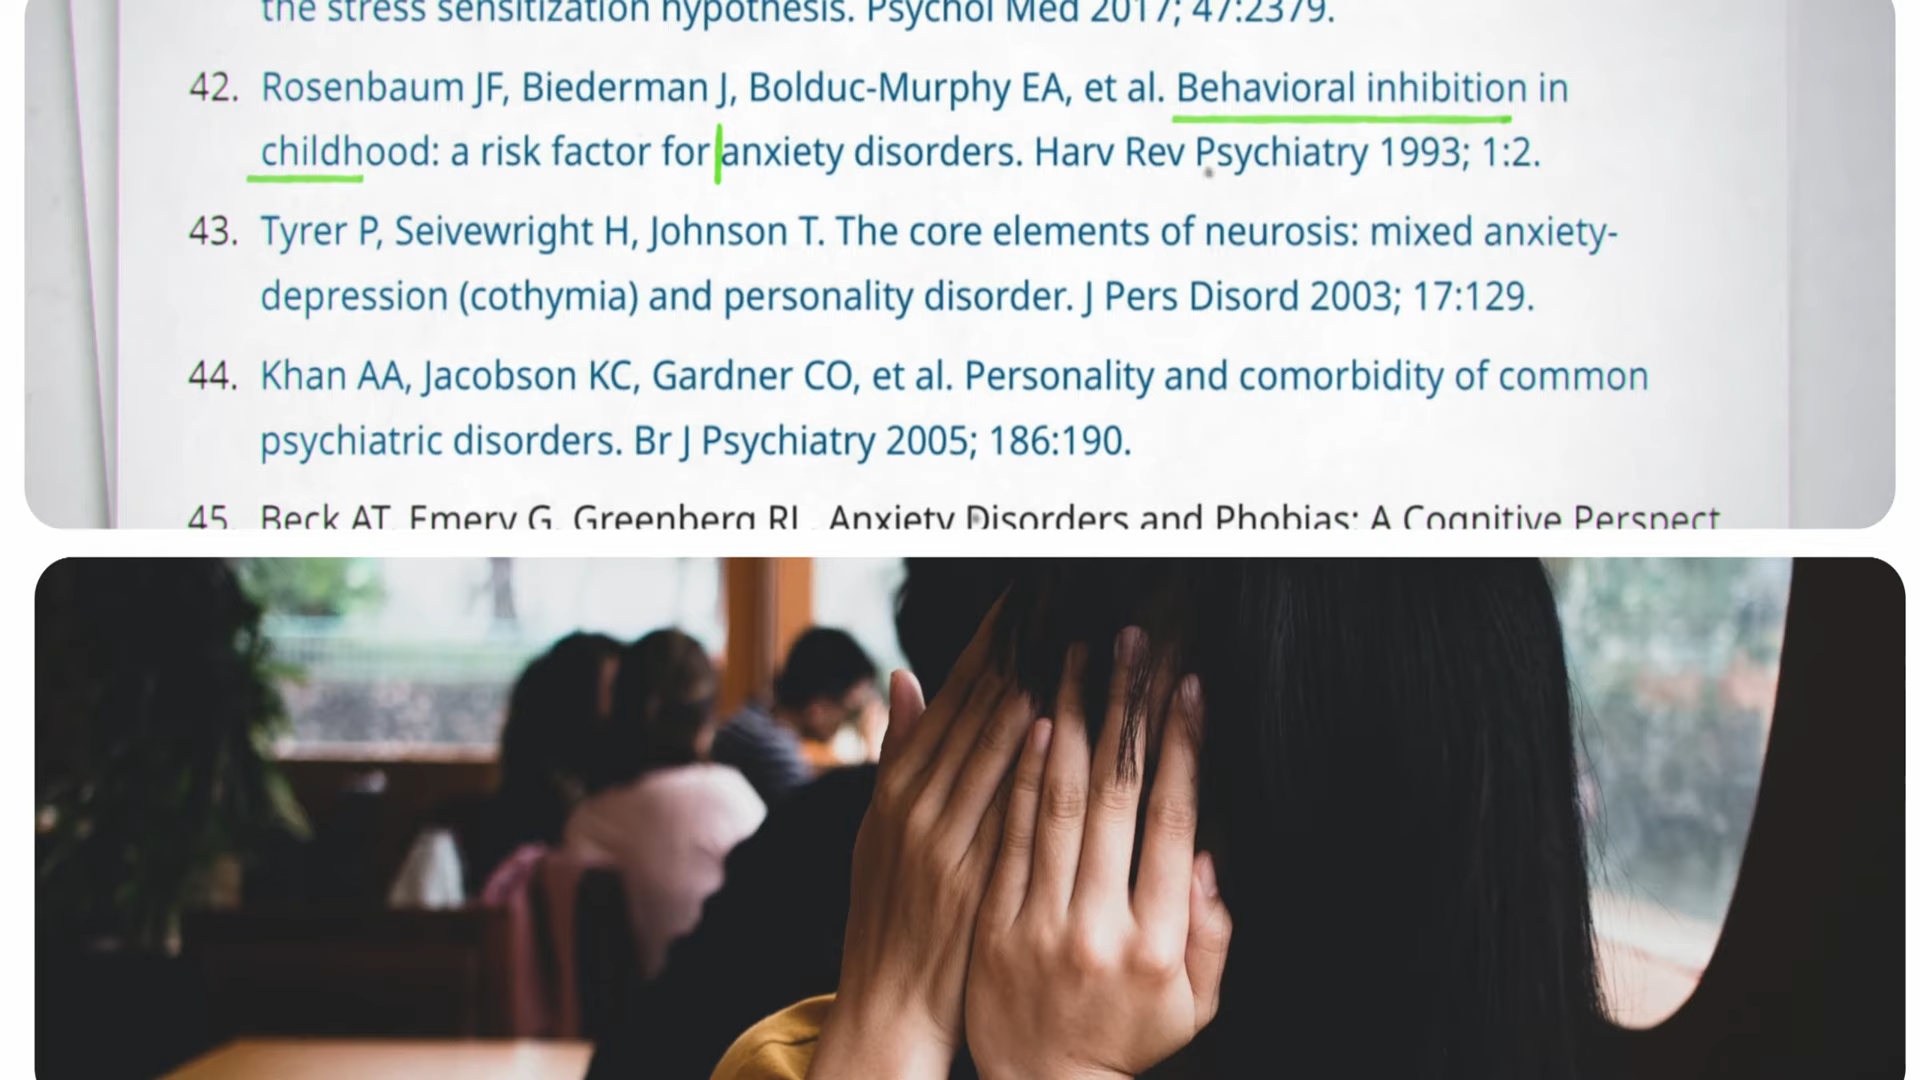 the stress sensitization hypothesis. Psychol Med 2017; 47:2379.
42. Rosenbaum JF, Biederman J, Bolduc-Murphy EA, et al. Behavioral inhibition in
childhood: a risk factor for anxiety disorders. Harv Rev Psychiatry 1993; 1:2.
43. Tyrer P, Seivewright H, Johnson T. The core elements of neurosis: mixed anxiety-
depression (cothymia) and personality disorder. J Pers Disord 2003; 17:129.
44. Khan AA, Jacobson KC, Gardner CO, et al. Personality and comorbidity of common
psychiatric disorders. Br J Psychiatry 2005; 186:190.
45. Beck AT, Emery G, Greenberg RL. Anxiety Disorders and Phobias: A Cognitive Perspect